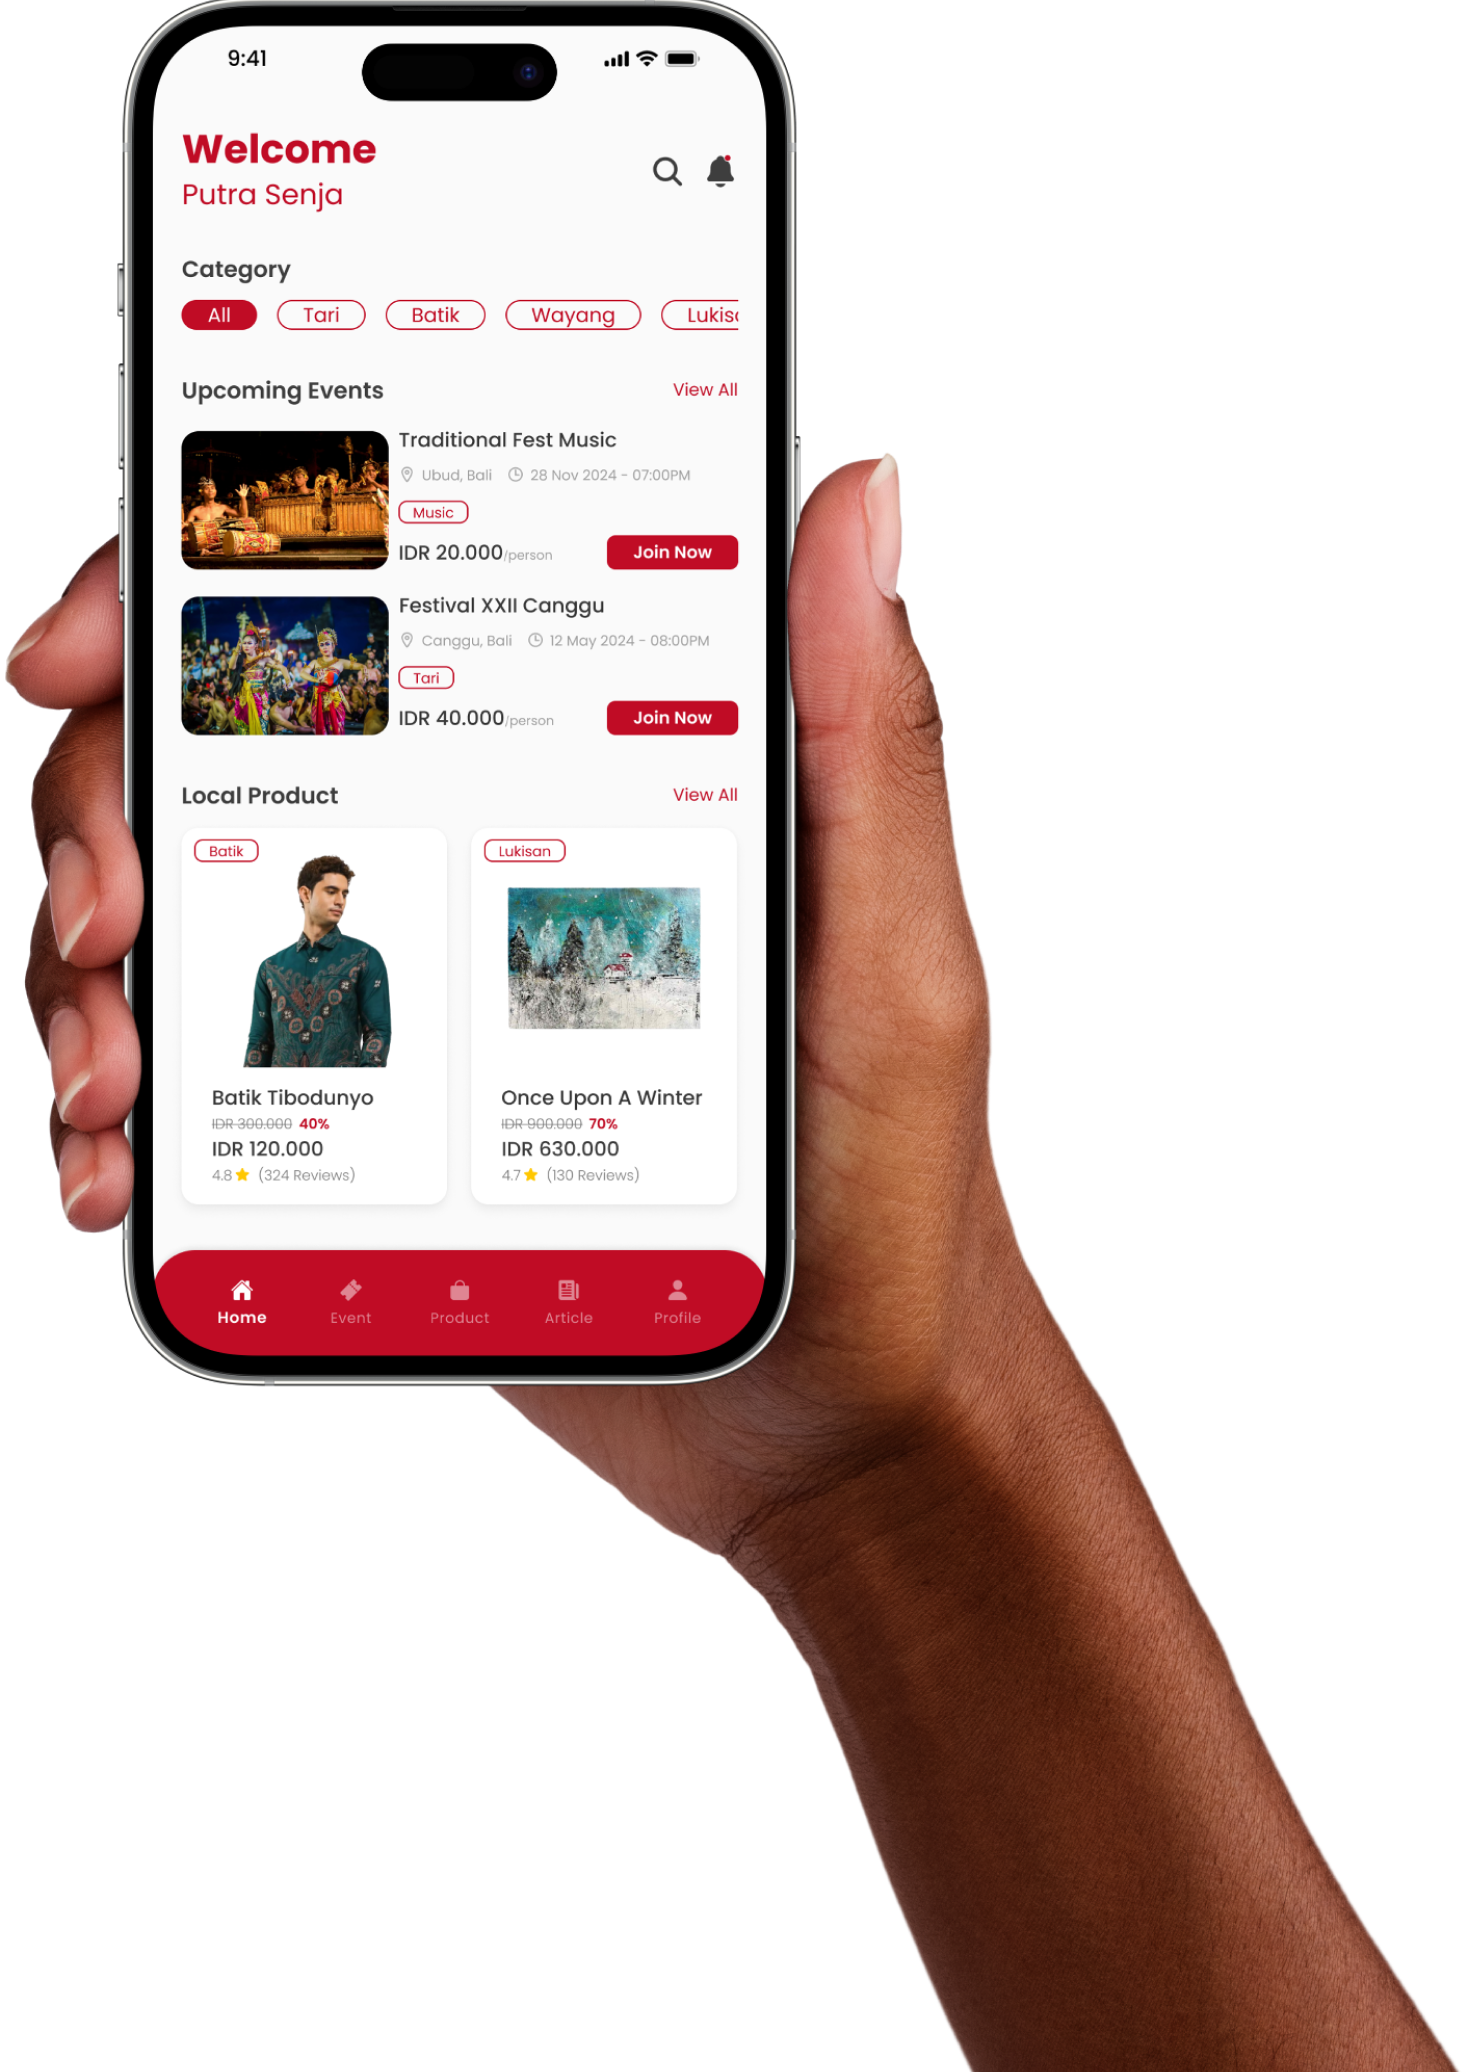 9:41
Welcome
Putra Senja
Category
All Tari Batik Wayang Lukisa
Upcoming Events View All
Traditional Fest Music
Ubud, Bali 28 Nov 2024 - 07:00PM
Music
IDR 20.000/person Join Now
Festival XXII Canggu
Canggu, Bali 12 May 2024 - 08:00PM
Tari
IDR 40.000/person Join Now
Local Product View All
Batik
Batik Tibodunyo
IDR 300.000 40%
IDR 120.000
4.8 (324 Reviews)
Lukisan
Once Upon A Winter
IDR 900.000 70%
IDR 630.000
4.7 (130 Reviews)
Home Event Product Article Profile